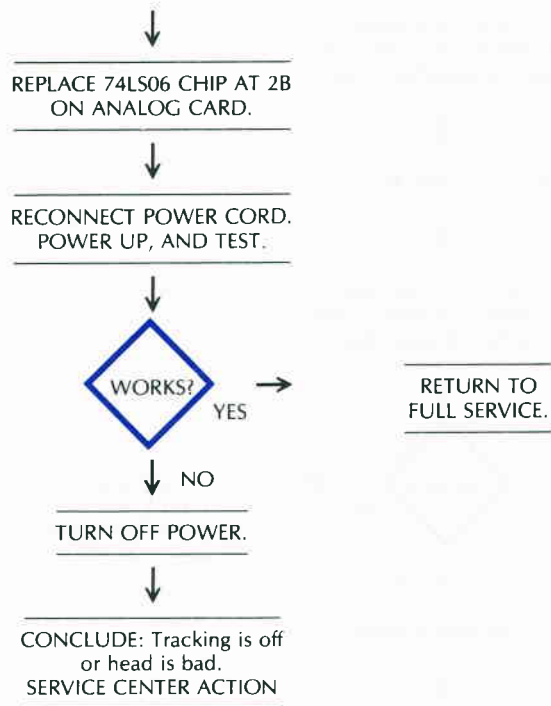 REPLACE 74LS06 CHIP AT 2B
ON ANALOG CARD.
RECONNECT POWER CORD.
POWER UP, AND TEST.
WORKS?
YES
RETURN TO
FULL SERVICE.
NO
TURN OFF POWER.
CONCLUDE: Tracking is off
or head is bad.
SERVICE CENTER ACTION